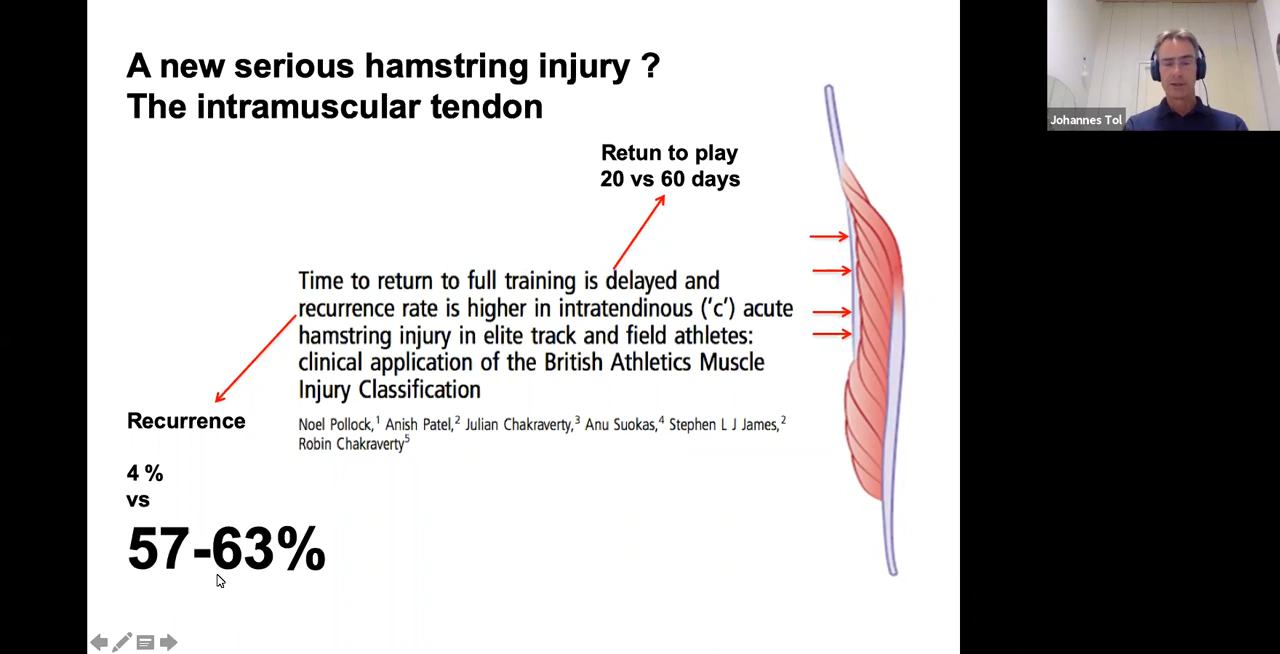 A new serious hamstring injury ?
The intramuscular tendon
Retun to play
20 vs 60 days
Time to return to full training is delayed and
recurrence rate is higher in intratendinous (‘c’) acute
hamstring injury in elite track and field athletes:
clinical application of the British Athletics Muscle
Injury Classification
Noel Pollock,¹ Anish Patel,² Julian Chakraverty,³ Anu Suokas,⁴ Stephen L J James,²
Robin Chakraverty⁵
Recurrence
4 %
vs
57-63%
Johannes Tol